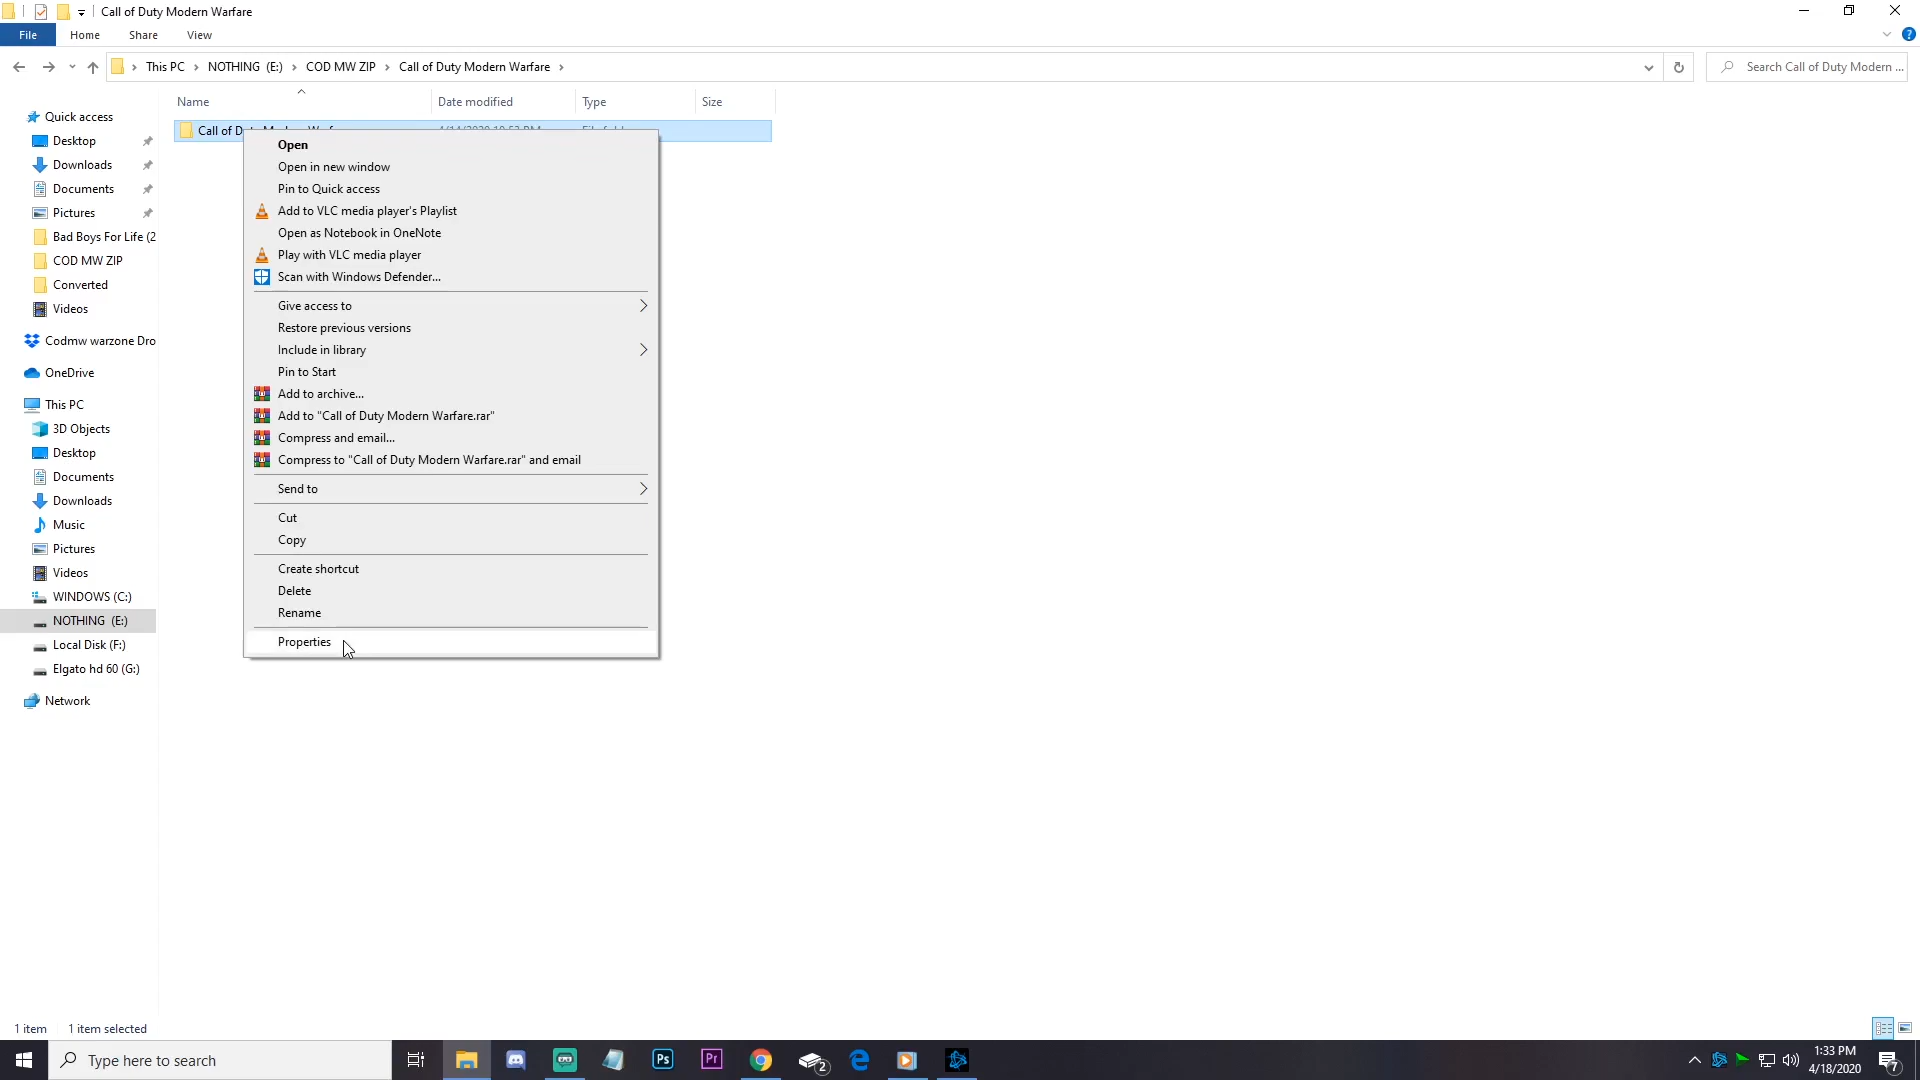 Call of Duty Modern Warfare
File Home Share View
This PC NOTHING (E:) COD MW ZIP Call of Duty Modern Warfare
Search Call of Duty Modern ...
Name Date modified Type Size
Call of D
Quick access
Desktop
Downloads
Documents
Pictures
Bad Boys For Life (2
COD MW ZIP
Converted
Videos
Codmw warzone Dro
OneDrive
This PC
3D Objects
Desktop
Documents
Downloads
Music
Pictures
Videos
WINDOWS (C:)
NOTHING (E:)
Local Disk (F:)
Elgato hd 60 (G:)
Network
Open
Open in new window
Pin to Quick access
Add to VLC media player's Playlist
Open as Notebook in OneNote
Play with VLC media player
Scan with Windows Defender...
Give access to
Restore previous versions
Include in library
Pin to Start
Add to archive...
Add to "Call of Duty Modern Warfare.rar"
Compress and email...
Compress to "Call of Duty Modern Warfare.rar" and email
Send to
Cut
Copy
Create shortcut
Delete
Rename
Properties
1 item 1 item selected
Type here to search
Ps
Pr
2
1:33 PM
4/18/2020
7